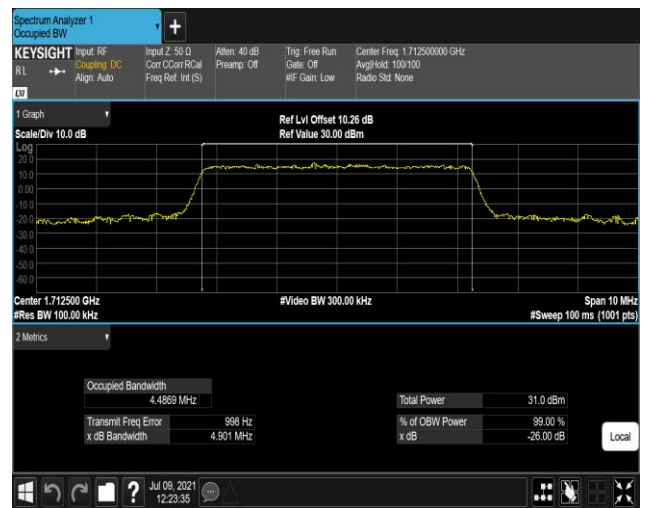 Spectrum Analyzer 1
Occupied BW
KEYSIGHT
Input: RF
Input Z: 50 Ω
Atten: 40 dB
Trig: Free Run
Center Freq: 1.712500000 GHz
R L
Coupling: DC
Corr CCorr RCal
Preamp: Off
Gate: Off
Avg|Hold: 100/100
Align: Auto
Freq Ref: Int (S)
#IF Gain: Low
Radio Std: None
LXI
1 Graph
Ref Lvl Offset 10.26 dB
Scale/Div 10.0 dB
Ref Value 30.00 dBm
Log
20.0
10.0
0.00
-10.0
-20.0
-30.0
-40.0
-50.0
-60.0
Center 1.712500 GHz
#Video BW 300.00 kHz
Span 10 MHz
#Res BW 100.00 kHz
#Sweep 100 ms (1001 pts)
2 Metrics
Occupied Bandwidth
4.4869 MHz
Total Power 31.0 dBm
Transmit Freq Error 998 Hz
% of OBW Power 99.00 %
x dB Bandwidth 4.901 MHz
x dB -26.00 dB
Local
?
Jul 09, 2021
12:23:35